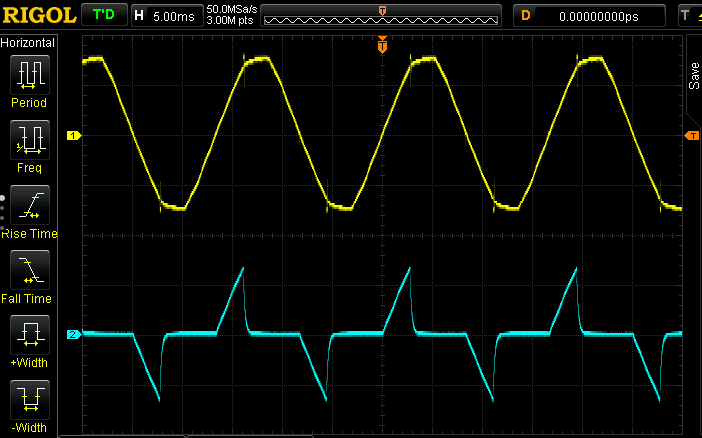 RIGOL T'D H 5.00ms 50.0MSa/s 3.00M pts T D 0.00000000ps T
Horizontal
T
Save
Period
1 T
Freq
Rise Time
Fall Time
2
+Width
-Width